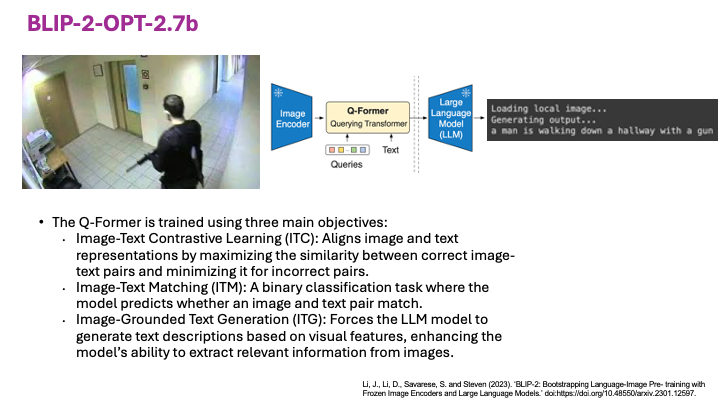 BLIP-2-OPT-2.7b
Image
Encoder
Q-Former
Querying Transformer
Queries
Text
Large
Language
Model
(LLM)
Loading local image...
Generating output...
a man is walking down a hallway with a gun
• The Q-Former is trained using three main objectives:
• Image-Text Contrastive Learning (ITC): Aligns image and text
representations by maximizing the similarity between correct image-
text pairs and minimizing it for incorrect pairs.
• Image-Text Matching (ITM): A binary classification task where the
model predicts whether an image and text pair match.
• Image-Grounded Text Generation (ITG): Forces the LLM model to
generate text descriptions based on visual features, enhancing the
model’s ability to extract relevant information from images.
Li, J., Li, D., Savarese, S. and Steven (2023). ‘BLIP-2: Bootstrapping Language-Image Pre- training with
Frozen Image Encoders and Large Language Models.’ doi:https://doi.org/10.48550/arxiv.2301.12597.